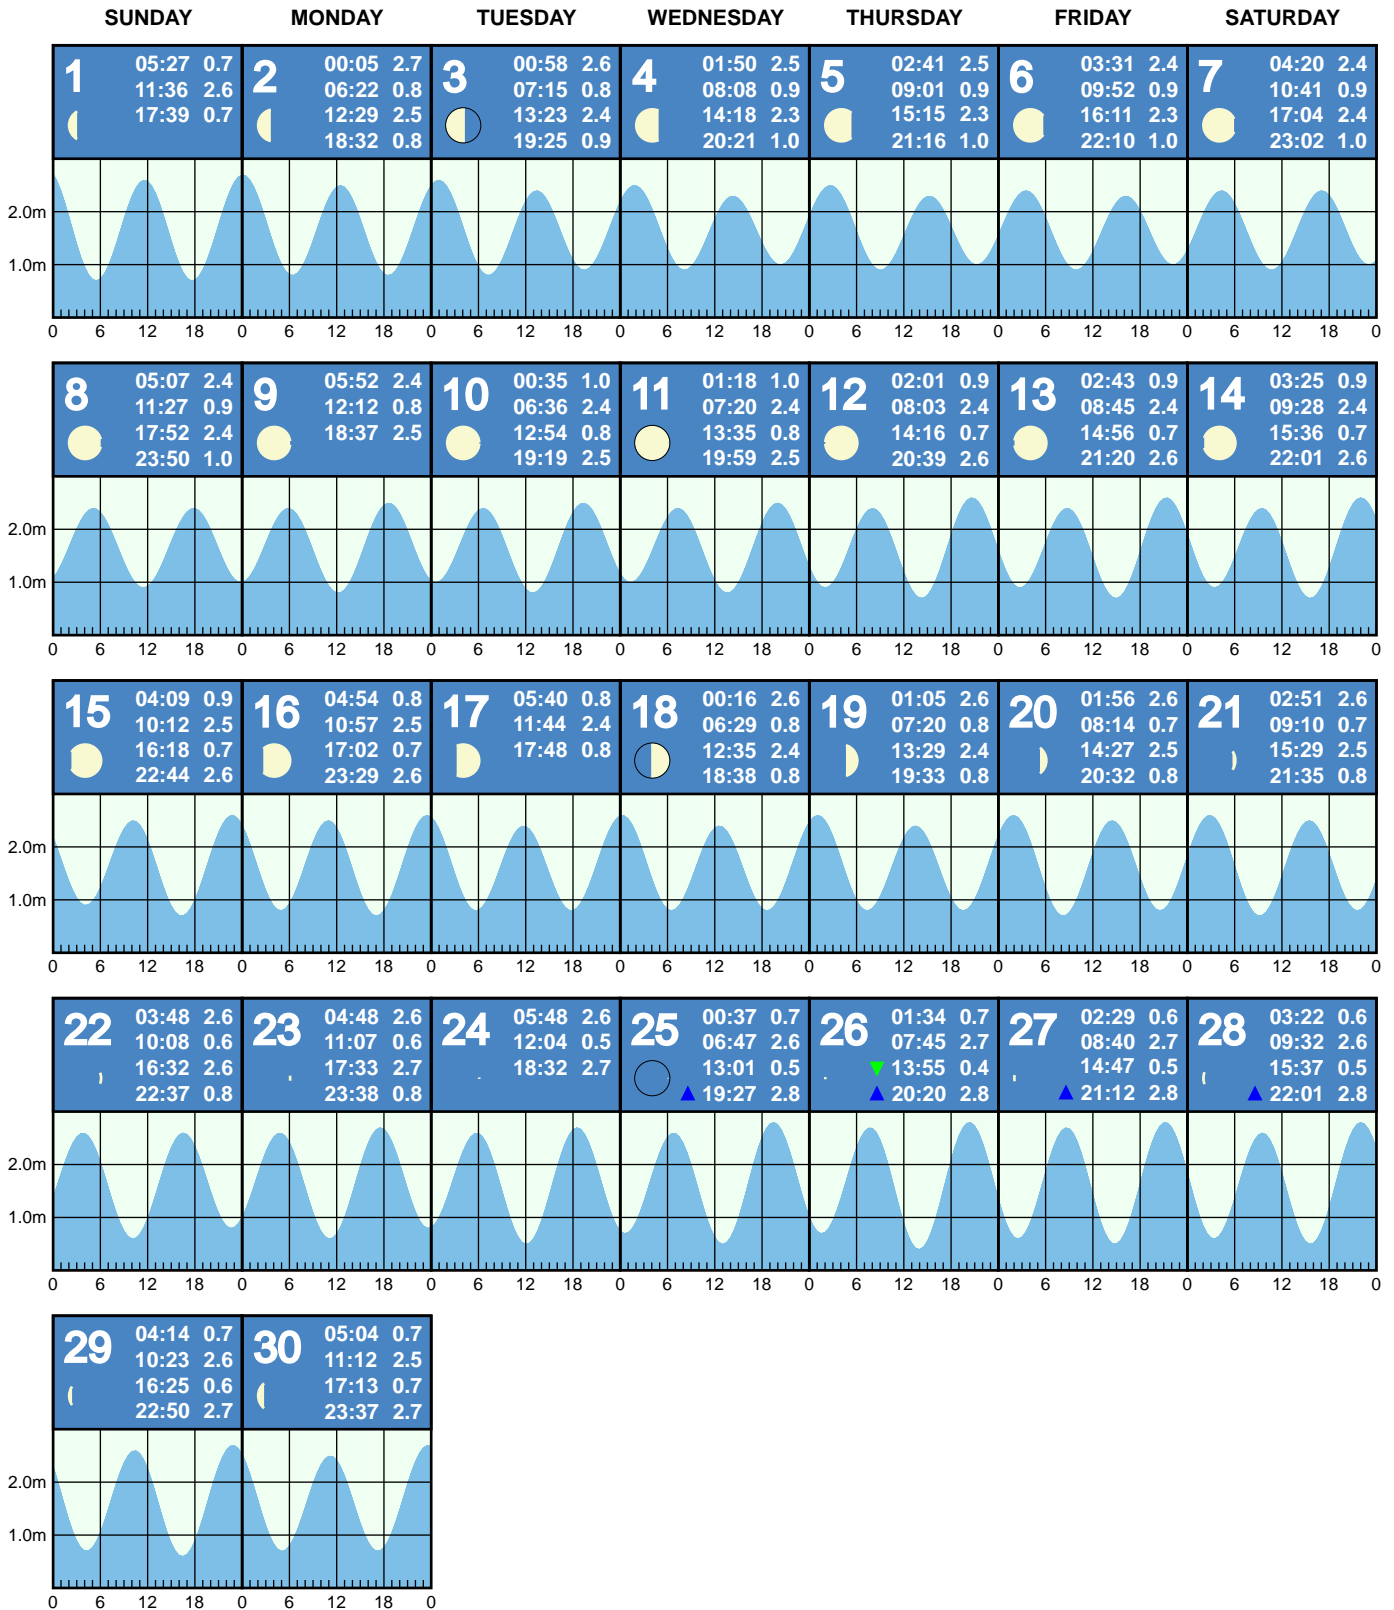 SUNDAY MONDAY TUESDAY WEDNESDAY THURSDAY FRIDAY SATURDAY
1 05:27 0.7
11:36 2.6
17:39 0.7
2 00:05 2.7
06:22 0.8
12:29 2.5
18:32 0.8
3 00:58 2.6
07:15 0.8
13:23 2.4
19:25 0.9
4 01:50 2.5
08:08 0.9
14:18 2.3
20:21 1.0
5 02:41 2.5
09:01 0.9
15:15 2.3
21:16 1.0
6 03:31 2.4
09:52 0.9
16:11 2.3
22:10 1.0
7 04:20 2.4
10:41 0.9
17:04 2.4
23:02 1.0
2.0m
1.0m
0 6 12 18 0 6 12 18 0 6 12 18 0 6 12 18 0 6 12 18 0 6 12 18 0 6 12 18 0
8 05:07 2.4
11:27 0.9
17:52 2.4
23:50 1.0
9 05:52 2.4
12:12 0.8
18:37 2.5
10 00:35 1.0
06:36 2.4
12:54 0.8
19:19 2.5
11 01:18 1.0
07:20 2.4
13:35 0.8
19:59 2.5
12 02:01 0.9
08:03 2.4
14:16 0.7
20:39 2.6
13 02:43 0.9
08:45 2.4
14:56 0.7
21:20 2.6
14 03:25 0.9
09:28 2.4
15:36 0.7
22:01 2.6
2.0m
1.0m
0 6 12 18 0 6 12 18 0 6 12 18 0 6 12 18 0 6 12 18 0 6 12 18 0 6 12 18 0
15 04:09 0.9
10:12 2.5
16:18 0.7
22:44 2.6
16 04:54 0.8
10:57 2.5
17:02 0.7
23:29 2.6
17 05:40 0.8
11:44 2.4
17:48 0.8
18 00:16 2.6
06:29 0.8
12:35 2.4
18:38 0.8
19 01:05 2.6
07:20 0.8
13:29 2.4
19:33 0.8
20 01:56 2.6
08:14 0.7
14:27 2.5
20:32 0.8
21 02:51 2.6
09:10 0.7
15:29 2.5
21:35 0.8
2.0m
1.0m
0 6 12 18 0 6 12 18 0 6 12 18 0 6 12 18 0 6 12 18 0 6 12 18 0 6 12 18 0
22 03:48 2.6
10:08 0.6
16:32 2.6
22:37 0.8
23 04:48 2.6
11:07 0.6
17:33 2.7
23:38 0.8
24 05:48 2.6
12:04 0.5
18:32 2.7
25 00:37 0.7
06:47 2.6
13:01 0.5
19:27 2.8
26 01:34 0.7
07:45 2.7
13:55 0.4
20:20 2.8
27 02:29 0.6
08:40 2.7
14:47 0.5
21:12 2.8
28 03:22 0.6
09:32 2.6
15:37 0.5
22:01 2.8
2.0m
1.0m
0 6 12 18 0 6 12 18 0 6 12 18 0 6 12 18 0 6 12 18 0 6 12 18 0 6 12 18 0
29 04:14 0.7
10:23 2.6
16:25 0.6
22:50 2.7
30 05:04 0.7
11:12 2.5
17:13 0.7
23:37 2.7
2.0m
1.0m
0 6 12 18 0 6 12 18 0